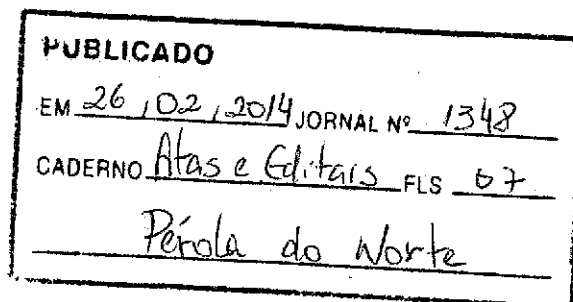 PUBLICADO
EM 26 / 02 / 2014 JORNAL Nº 1348
CADERNO Atas e Editais FLS 07
Pérola do Norte